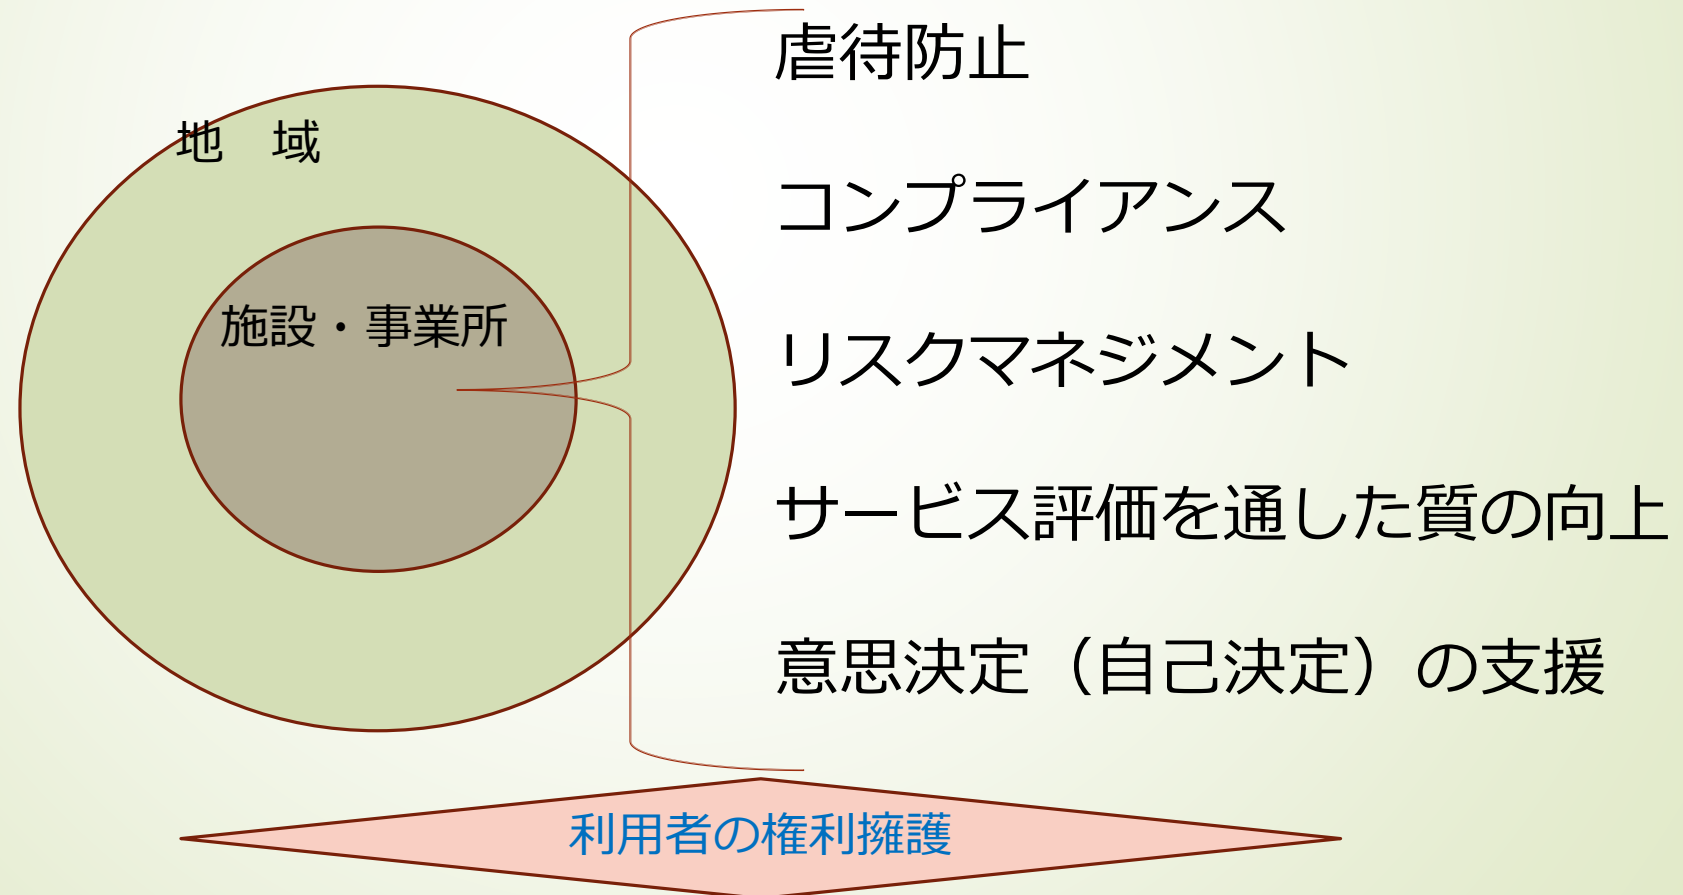 地　域
施設・事業所
虐待防止
コンプライアンス
リスクマネジメント
サービス評価を通した質の向上
意思決定（自己決定）の支援
利用者の権利擁護